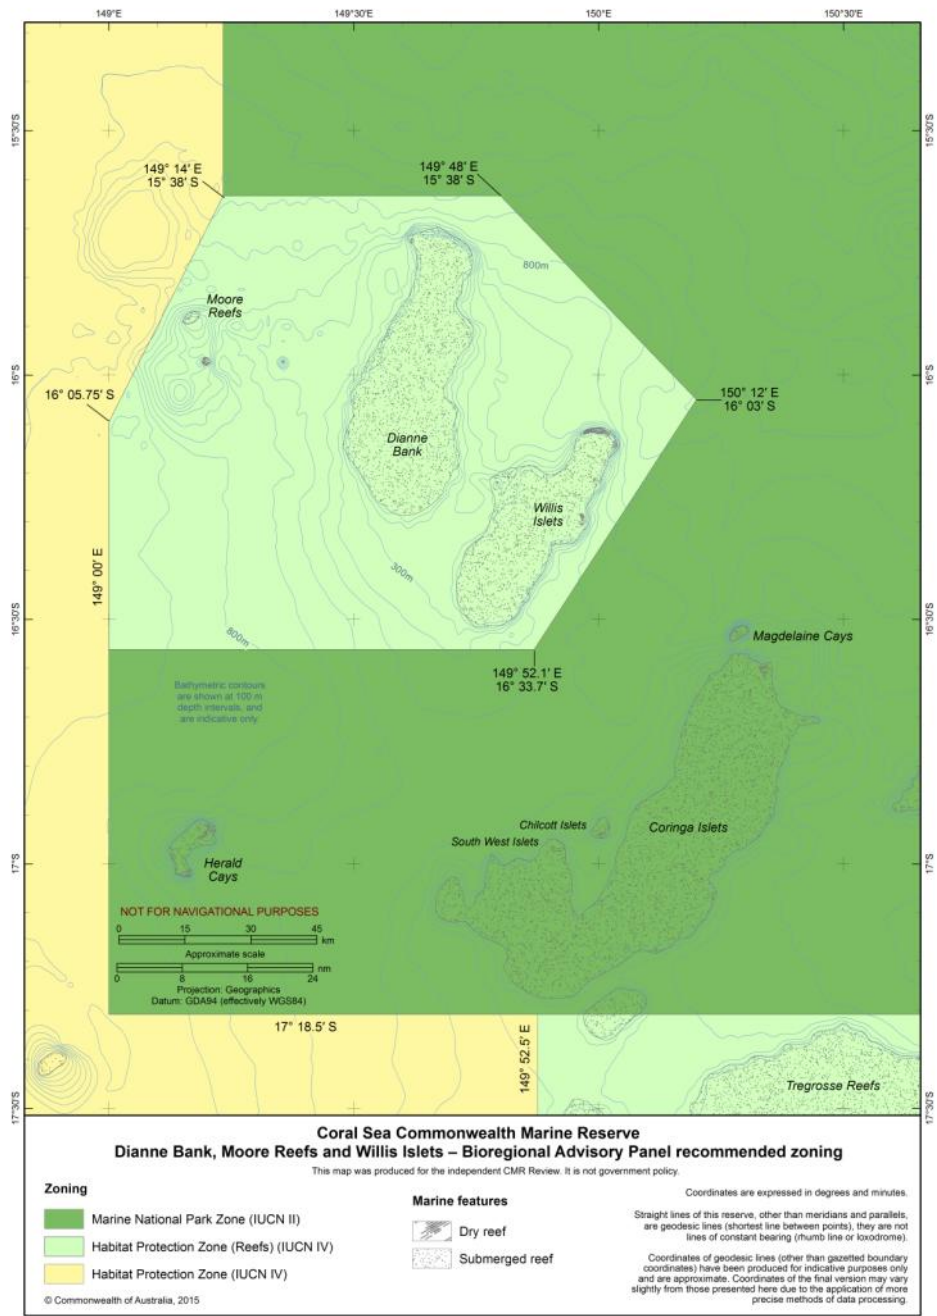 149°E
149°30'E
150°E
150°30'E
15°30'S
15°30'S
149° 14′ E
15° 38′ S
149° 48′ E
15° 38′ S
800m
Moore
Reefs
16°S
16°S
16° 05.75′ S
150° 12′ E
16° 03′ S
Dianne
Bank
Willis
Islets
149° 00′ E
300m
16°30'S
16°30'S
800m
Magdelaine Cays
149° 52.1′ E
16° 33.7′ S
Bathymetric contours
are shown at 100 m
depth intervals, and
are indicative only
Chilcott Islets
Coringa Islets
South West Islets
17°S
17°S
Herald
Cays
NOT FOR NAVIGATIONAL PURPOSES
0 15 30 45
km
Approximate scale
nm
0 8 16 24
Projection: Geographics
Datum: GDA94 (effectively WGS84)
17° 18.5′ S
149° 52.5′ E
Tregrosse Reefs
17°30'S
17°30'S
Coral Sea Commonwealth Marine Reserve
Dianne Bank, Moore Reefs and Willis Islets – Bioregional Advisory Panel recommended zoning
This map was produced for the independent CMR Review. It is not government policy.
Zoning
Marine National Park Zone (IUCN II)
Habitat Protection Zone (Reefs) (IUCN IV)
Habitat Protection Zone (IUCN IV)
© Commonwealth of Australia, 2015
Marine features
Dry reef
Submerged reef
Coordinates are expressed in degrees and minutes.
Straight lines of this reserve, other than meridians and parallels,
are geodesic lines (shortest line between points), they are not
lines of constant bearing (rhumb line or loxodrome).
Coordinates of geodesic lines (other than gazetted boundary
coordinates) have been produced for indicative purposes only
and are approximate. Coordinates of the final version may vary
slightly from those presented here due to the application of more
precise methods of data processing.